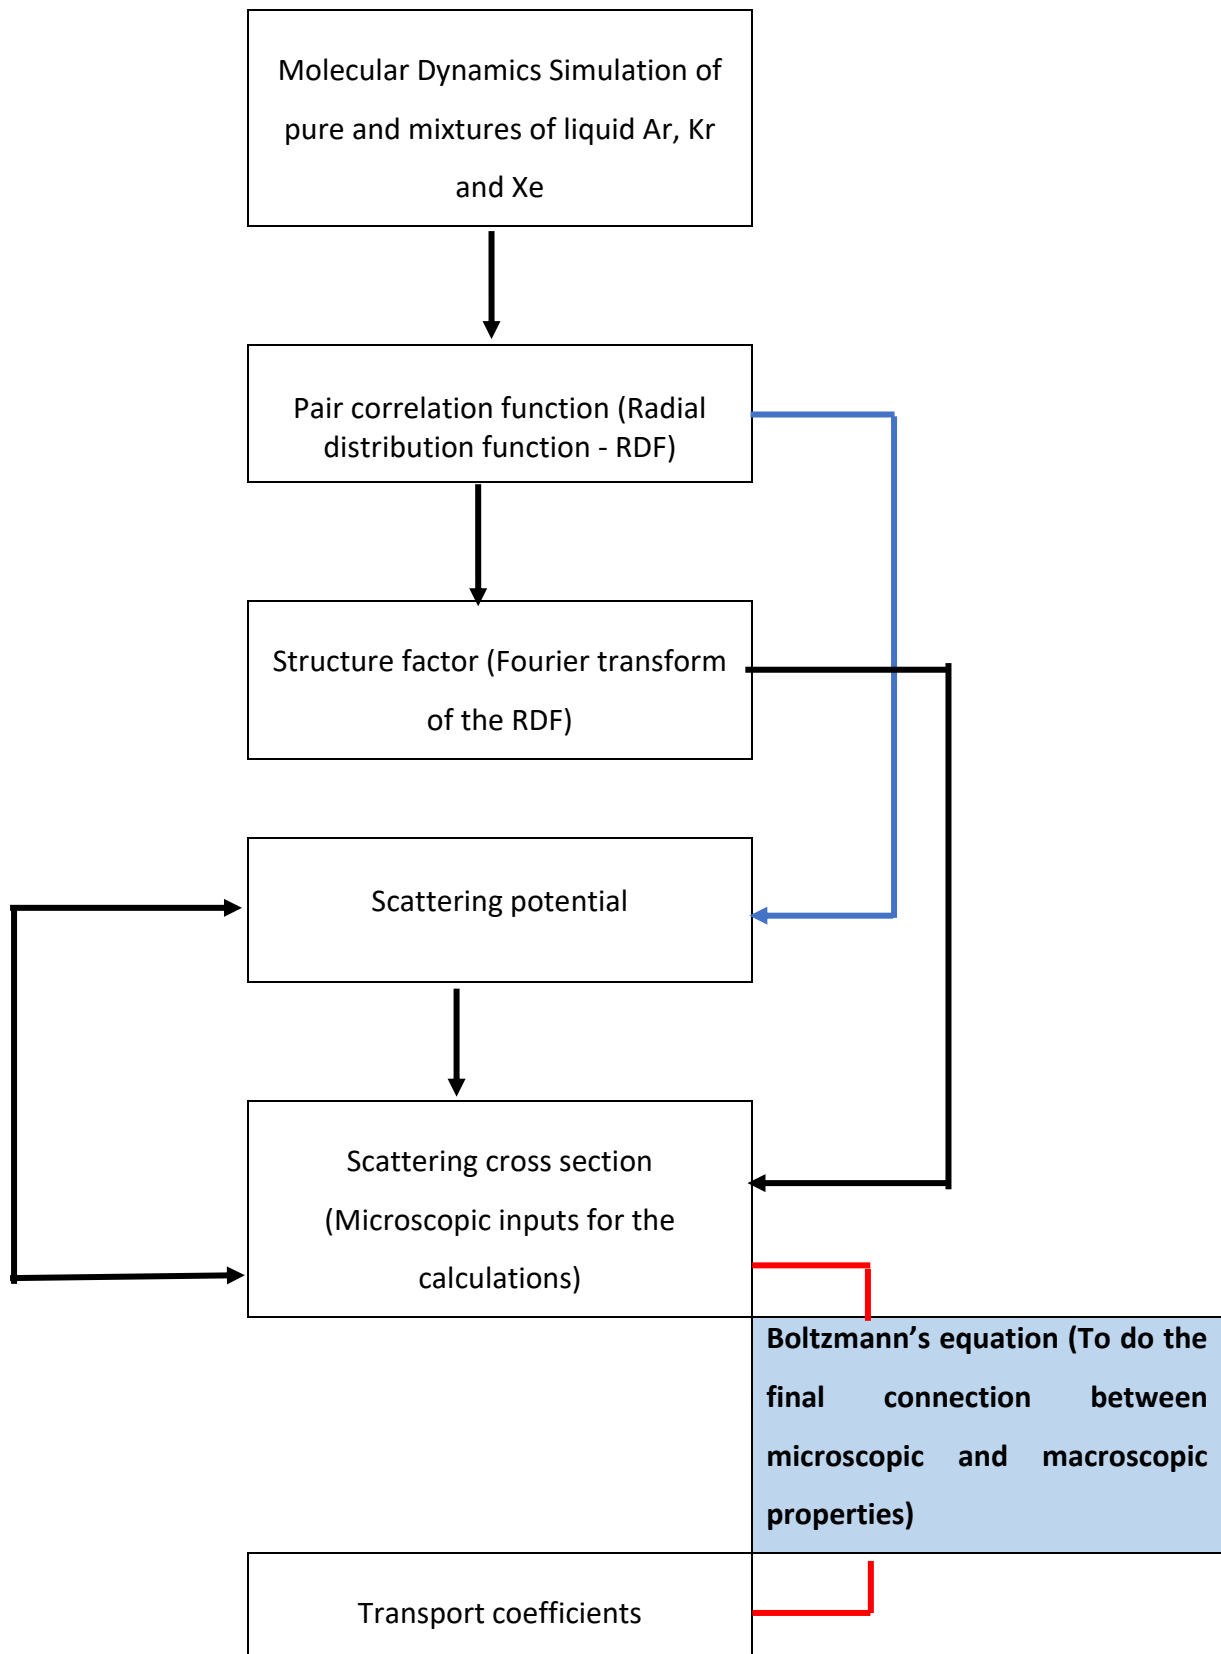 Molecular Dynamics Simulation of
pure and mixtures of liquid Ar, Kr
and Xe
Pair correlation function (Radial
distribution function - RDF)
Structure factor (Fourier transform
of the RDF)
Scattering potential
Scattering cross section
(Microscopic inputs for the
calculations)
Boltzmann’s equation (To do the
final connection between
microscopic and macroscopic
properties)
Transport coefficients